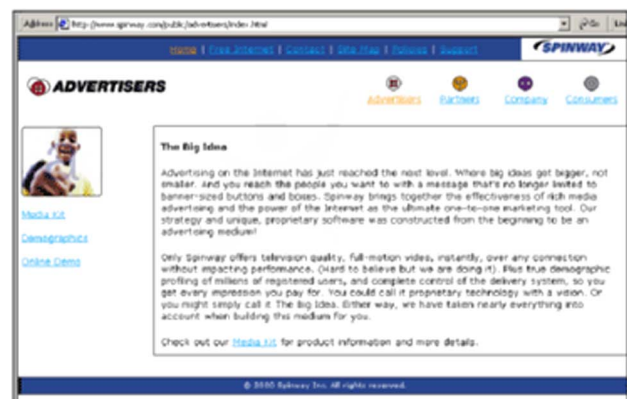 Address http://www.spinway.com/public/advertisers/index.html Go
Home | Free Internet | Contact | Site Map | Policies | Support
SPINWAY
ADVERTISERS
Advertisers Partners Company Consumers
The Big Idea
Advertising on the Internet has just reached the next level. Where big ideas get bigger, not
smaller. And you reach the people you want to with a message that's no longer limited to
banner-sized buttons and boxes. Spinway brings together the effectiveness of rich media
advertising and the power of the Internet as the ultimate one-to-one marketing tool. Our
strategy and unique, proprietary software was constructed from the beginning to be an
advertising medium!
Only Spinway offers television quality, full-motion video, instantly, over any connection
without impacting performance. (Hard to believe but we are doing it). Plus true demographic
profiling of millions of registered users, and complete control of the delivery system, so you
get every impression you pay for. You could call it proprietary technology with a vision. Or
you might simply call it The Big Idea. Either way, we have taken nearly everything into
account when building this medium for you.
Check out our Media Kit for product information and more details.
Media Kit
Demographics
Online Demo
© 2000 Spinway Inc. All rights reserved.